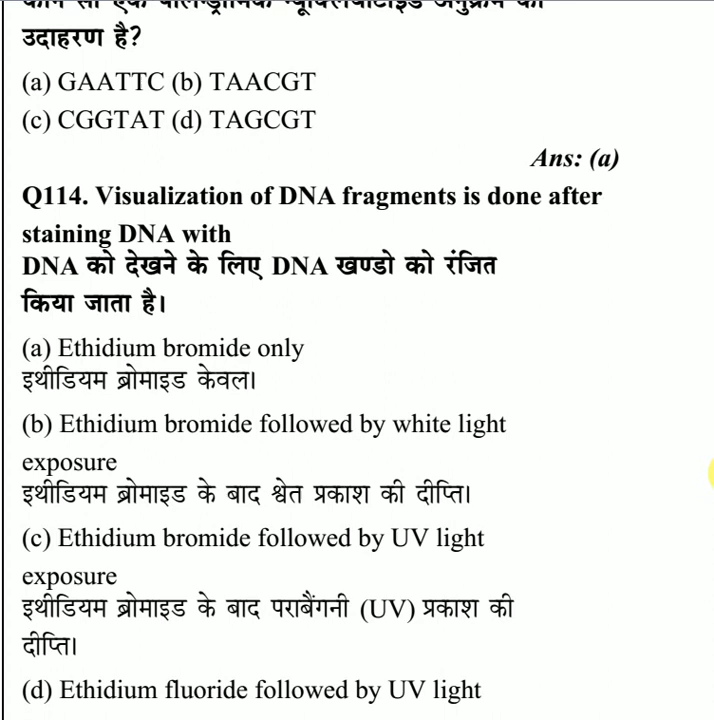 उदाहरण है?
(a) GAATTC (b) TAACGT
(c) CGGTAT (d) TAGCGT
Ans: (a)
Q114. Visualization of DNA fragments is done after
staining DNA with
DNA को देखने के लिए DNA खण्डो को रंजित
किया जाता है।
(a) Ethidium bromide only
इथीडियम ब्रोमाइड केवल।
(b) Ethidium bromide followed by white light
exposure
इथीडियम ब्रोमाइड के बाद श्वेत प्रकाश की दीप्ति।
(c) Ethidium bromide followed by UV light
exposure
इथीडियम ब्रोमाइड के बाद पराबैंगनी (UV) प्रकाश की
दीप्ति।
(d) Ethidium fluoride followed by UV light